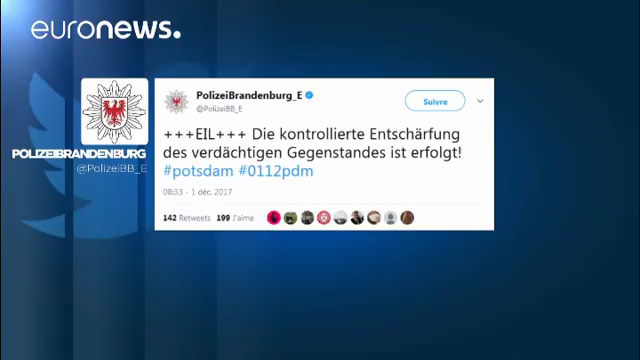 euronews.
PolizeiBrandenburg_E
@PolizeiBB_E
Suivre
POLIZEIBRANDENBURG
@PolizeiBB_E
+++EIL+++ Die kontrollierte Entschärfung
des verdächtigen Gegenstandes ist erfolgt!
#potsdam #0112pdm
08:33 - 1 déc. 2017
142 Retweets 199 J'aime